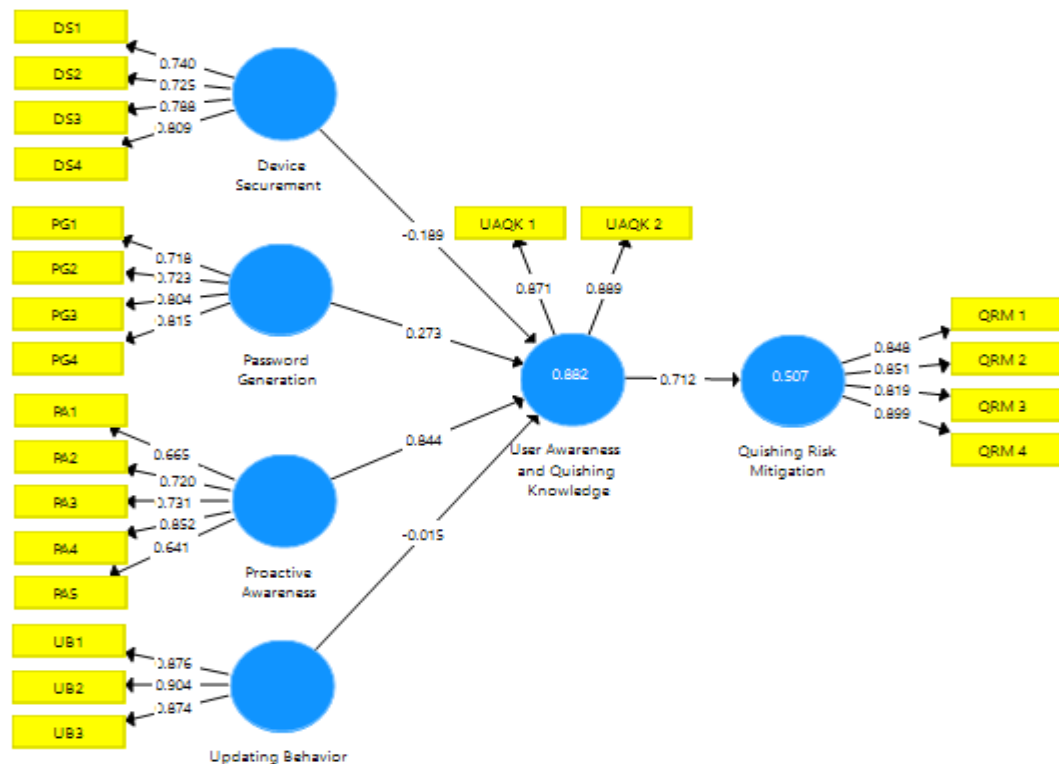 DS1
DS2
DS3
DS4
0.740
0.725
0.788
0.809
Device
Securement
PG1
PG2
PG3
PG4
0.718
0.723
0.804
0.815
Password
Generation
PA1
PA2
PA3
PA4
PA5
0.665
0.720
0.731
0.852
0.641
Proactive
Awareness
UB1
UB2
UB3
0.876
0.904
0.874
Updating Behavior
-0.189
0.273
0.844
-0.015
UAQK 1
UAQK 2
0.871
0.889
0.882
User Awareness
and Quishing
Knowledge
0.712
0.507
Quishing Risk
Mitigation
0.848
0.851
0.819
0.899
QRM 1
QRM 2
QRM 3
QRM 4